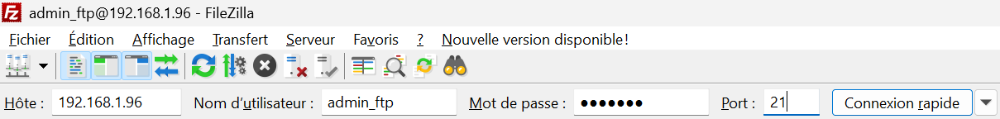 Fz admin_ftp@192.168.1.96 - FileZilla
Fichier Édition Affichage Transfert Serveur Favoris ? Nouvelle version disponible!
Hôte : 192.168.1.96 Nom d'utilisateur : admin_ftp Mot de passe : ●●●●●●● Port : 21 Connexion rapide